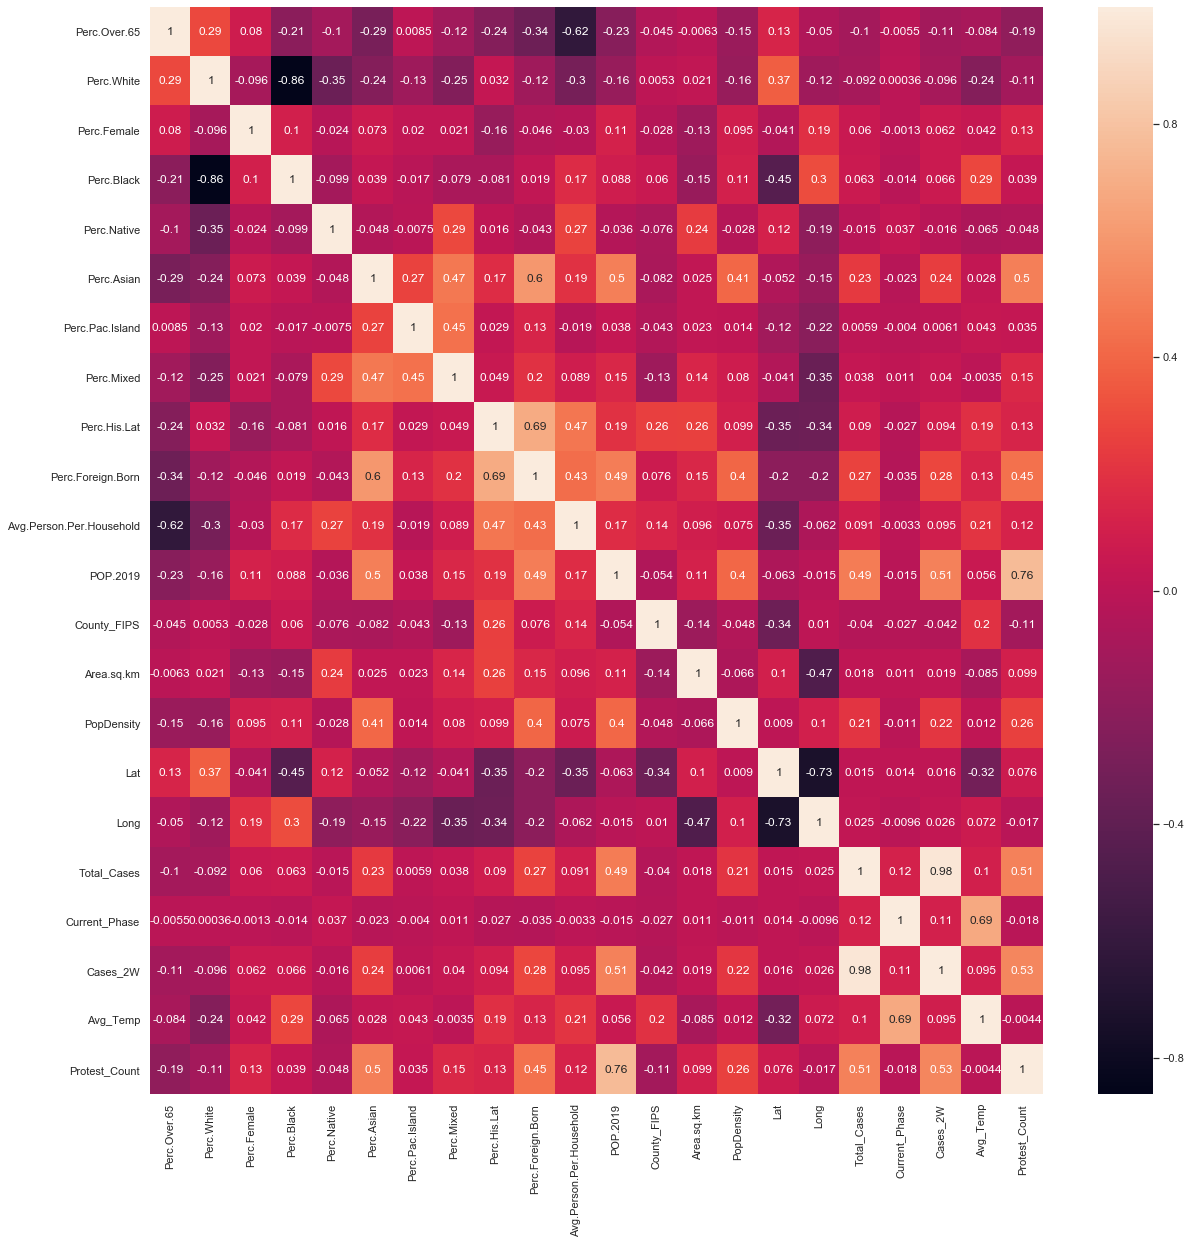 Perc.Over.65 1 0.29 0.08 -0.21 -0.1 -0.29 0.0085 -0.12 -0.24 -0.34 -0.62 -0.23 -0.045 -0.0063 -0.15 0.13 -0.05 -0.1 -0.0055 -0.11 -0.084 -0.19
Perc.White 0.29 1 -0.096 -0.86 -0.35 -0.24 -0.13 -0.25 0.032 -0.12 -0.3 -0.16 0.0053 0.021 -0.16 0.37 -0.12 -0.092 0.00036 -0.096 -0.24 -0.11
Perc.Female 0.08 -0.096 1 0.1 -0.024 0.073 0.02 0.021 -0.16 -0.046 -0.03 0.11 -0.028 -0.13 0.095 -0.041 0.19 0.06 -0.0013 0.062 0.042 0.13
0.8
Perc.Black -0.21 -0.86 0.1 1 -0.099 0.039 -0.017 -0.079 -0.081 0.019 0.17 0.088 0.06 -0.15 0.11 -0.45 0.3 0.063 -0.014 0.066 0.29 0.039
Perc.Native -0.1 -0.35 -0.024 -0.099 1 -0.048 -0.0075 0.29 0.016 -0.043 0.27 -0.036 -0.076 0.24 -0.028 0.12 -0.19 -0.015 0.037 -0.016 -0.065 -0.048
Perc.Asian -0.29 -0.24 0.073 0.039 -0.048 1 0.27 0.47 0.17 0.6 0.19 0.5 -0.082 0.025 0.41 -0.052 -0.15 0.23 -0.023 0.24 0.028 0.5
Perc.Pac.Island 0.0085 -0.13 0.02 -0.017 -0.0075 0.27 1 0.45 0.029 0.13 -0.019 0.038 -0.043 0.023 0.014 -0.12 -0.22 0.0059 -0.004 0.0061 0.043 0.035
0.4
Perc.Mixed -0.12 -0.25 0.021 -0.079 0.29 0.47 0.45 1 0.049 0.2 0.089 0.15 -0.13 0.14 0.08 -0.041 -0.35 0.038 0.011 0.04 -0.0035 0.15
Perc.His.Lat -0.24 0.032 -0.16 -0.081 0.016 0.17 0.029 0.049 1 0.69 0.47 0.19 0.26 0.26 0.099 -0.35 -0.34 0.09 -0.027 0.094 0.19 0.13
Perc.Foreign.Born -0.34 -0.12 -0.046 0.019 -0.043 0.6 0.13 0.2 0.69 1 0.43 0.49 0.076 0.15 0.4 -0.2 -0.2 0.27 -0.035 0.28 0.13 0.45
Avg.Person.Per.Household -0.62 -0.3 -0.03 0.17 0.27 0.19 -0.019 0.089 0.47 0.43 1 0.17 0.14 0.096 0.075 -0.35 -0.062 0.091 -0.0033 0.095 0.21 0.12
POP.2019 -0.23 -0.16 0.11 0.088 -0.036 0.5 0.038 0.15 0.19 0.49 0.17 1 -0.054 0.11 0.4 -0.063 -0.015 0.49 -0.015 0.51 0.056 0.76
0.0
County_FIPS -0.045 0.0053 -0.028 0.06 -0.076 -0.082 -0.043 -0.13 0.26 0.076 0.14 -0.054 1 -0.14 -0.048 -0.34 0.01 -0.04 -0.027 -0.042 0.2 -0.11
Area.sq.km -0.0063 0.021 -0.13 -0.15 0.24 0.025 0.023 0.14 0.26 0.15 0.096 0.11 -0.14 1 -0.066 0.1 -0.47 0.018 0.011 0.019 -0.085 0.099
PopDensity -0.15 -0.16 0.095 0.11 -0.028 0.41 0.014 0.08 0.099 0.4 0.075 0.4 -0.048 -0.066 1 0.009 0.1 0.21 -0.011 0.22 0.012 0.26
Lat 0.13 0.37 -0.041 -0.45 0.12 -0.052 -0.12 -0.041 -0.35 -0.2 -0.35 -0.063 -0.34 0.1 0.009 1 -0.73 0.015 0.014 0.016 -0.32 0.076
Long -0.05 -0.12 0.19 0.3 -0.19 -0.15 -0.22 -0.35 -0.34 -0.2 -0.062 -0.015 0.01 -0.47 0.1 -0.73 1 0.025 -0.0096 0.026 0.072 -0.017
−0.4
Total_Cases -0.1 -0.092 0.06 0.063 -0.015 0.23 0.0059 0.038 0.09 0.27 0.091 0.49 -0.04 0.018 0.21 0.015 0.025 1 0.12 0.98 0.1 0.51
Current_Phase -0.0055 0.00036 -0.0013 -0.014 0.037 -0.023 -0.004 0.011 -0.027 -0.035 -0.0033 -0.015 -0.027 0.011 -0.011 0.014 -0.0096 0.12 1 0.11 0.69 -0.018
Cases_2W -0.11 -0.096 0.062 0.066 -0.016 0.24 0.0061 0.04 0.094 0.28 0.095 0.51 -0.042 0.019 0.22 0.016 0.026 0.98 0.11 1 0.095 0.53
Avg_Temp -0.084 -0.24 0.042 0.29 -0.065 0.028 0.043 -0.0035 0.19 0.13 0.21 0.056 0.2 -0.085 0.012 -0.32 0.072 0.1 0.69 0.095 1 -0.0044
−0.8
Protest_Count -0.19 -0.11 0.13 0.039 -0.048 0.5 0.035 0.15 0.13 0.45 0.12 0.76 -0.11 0.099 0.26 0.076 -0.017 0.51 -0.018 0.53 -0.0044 1
Perc.Over.65
Perc.White
Perc.Female
Perc.Black
Perc.Native
Perc.Asian
Perc.Pac.Island
Perc.Mixed
Perc.His.Lat
Perc.Foreign.Born
Avg.Person.Per.Household
POP.2019
County_FIPS
Area.sq.km
PopDensity
Lat
Long
Total_Cases
Current_Phase
Cases_2W
Avg_Temp
Protest_Count